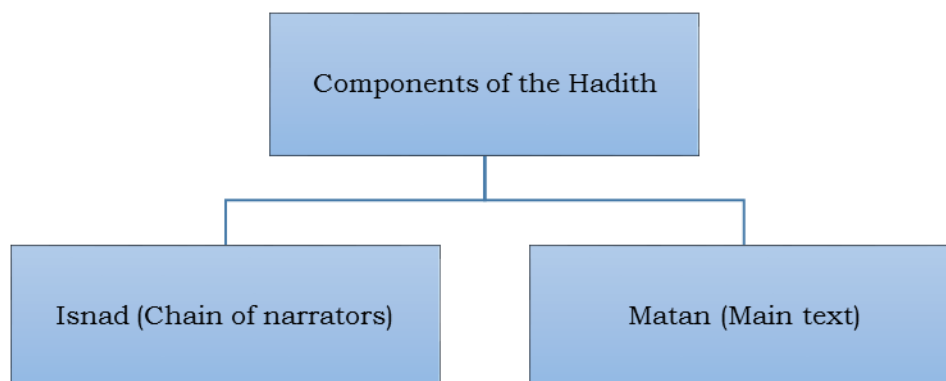 Components of the Hadith
Isnad (Chain of narrators)
Matan (Main text)